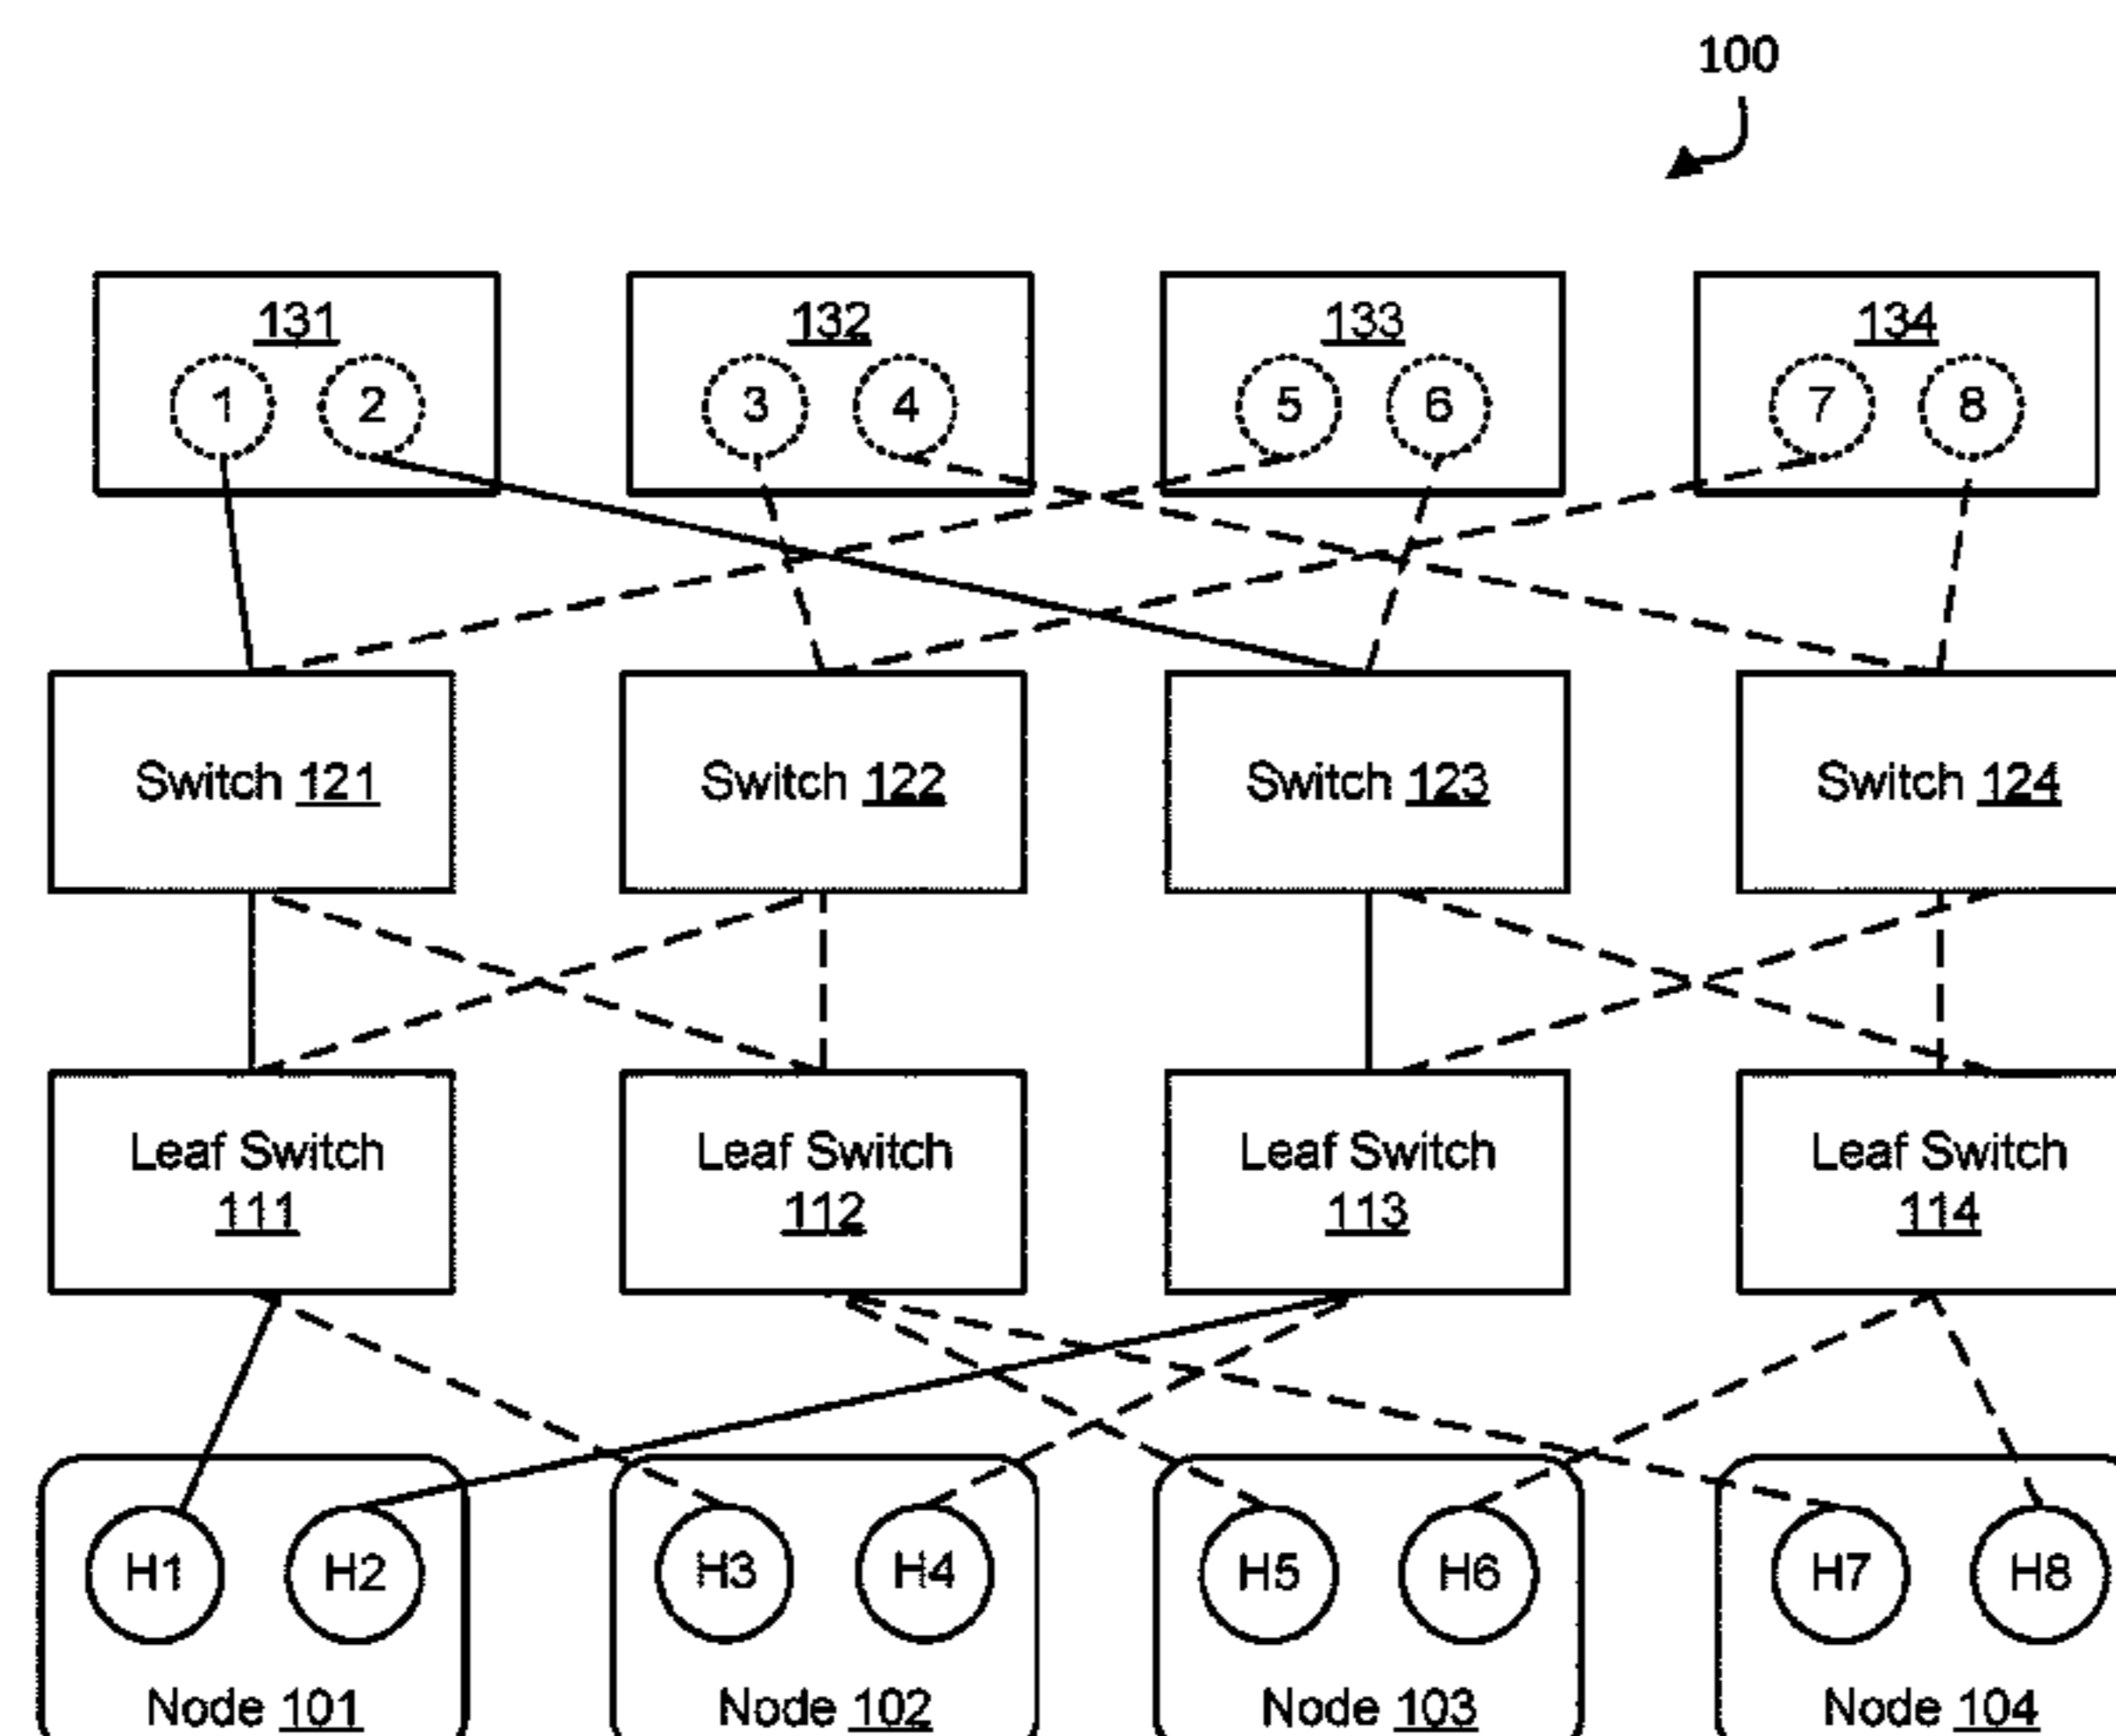 100
131 132 133 134
1 2 3 4 5 6 7 8
Switch 121 Switch 122 Switch 123 Switch 124
Leaf Switch Leaf Switch Leaf Switch Leaf Switch
111 112 113 114
H1 H2 H3 H4 H5 H6 H7 H8
Node 101 Node 102 Node 103 Node 104